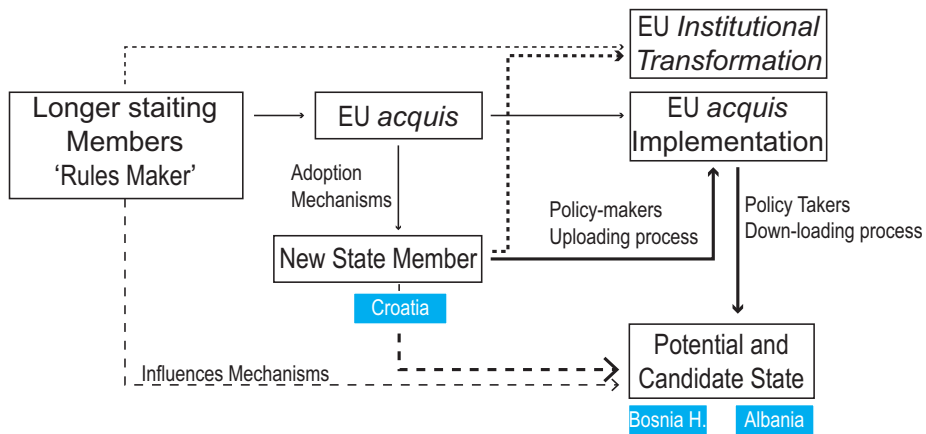 EU Institutional
Transformation
Longer staiting
Members
‘Rules Maker’
EU acquis
EU acquis
Implementation
Adoption
Mechanisms
Policy-makers
Uploading process
Policy Takers
Down-loading process
New State Member
Croatia
Influences Mechanisms
Potential and
Candidate State
Bosnia H.
Albania